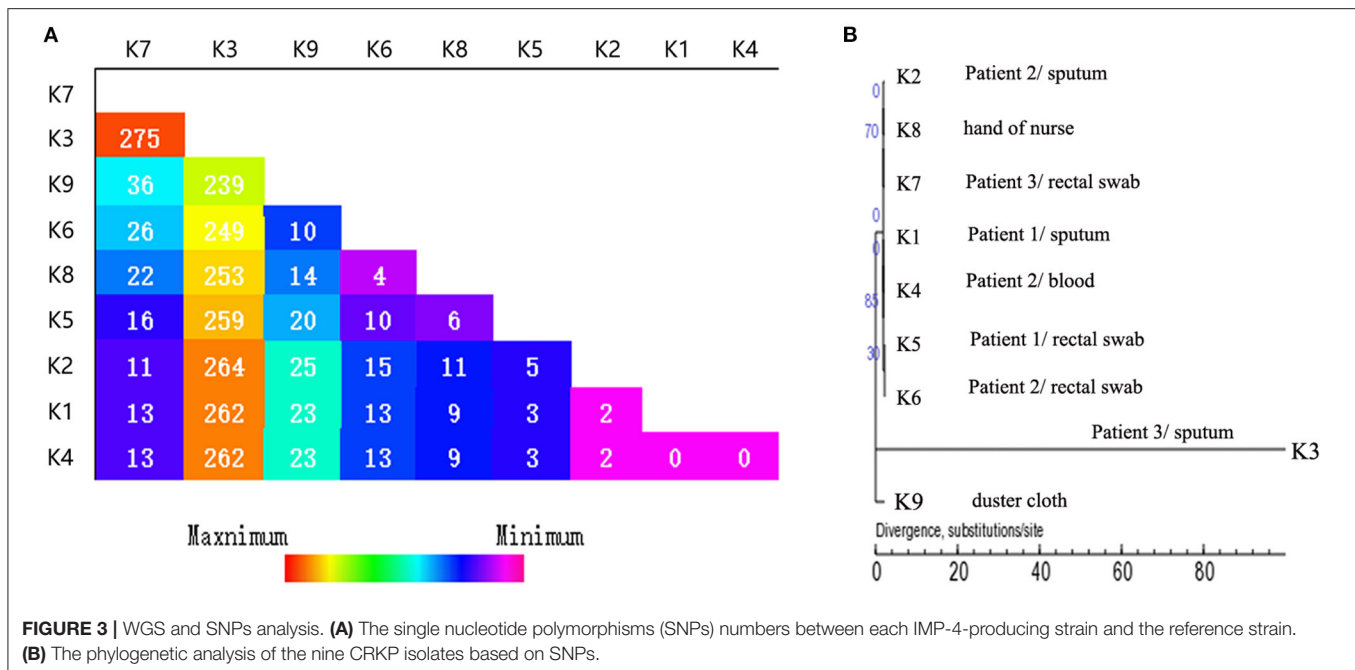 A
K7 K3 K9 K6 K8 K5 K2 K1 K4
K7
K3 275
K9 36 239
K6 26 249 10
K8 22 253 14 4
K5 16 259 20 10 6
K2 11 264 25 15 11 5
K1 13 262 23 13 9 3 2
K4 13 262 23 13 9 3 2 0 0
Maxnimum Minimum
B
K2 Patient 2/ sputum
0
70 K8 hand of nurse
K7 Patient 3/ rectal swab
0
K1 Patient 1/ sputum
0
K4 Patient 2/ blood
85
K5 Patient 1/ rectal swab
30
K6 Patient 2/ rectal swab
Patient 3/ sputum
K3
K9 duster cloth
Divergence, substitutions/site
0 20 40 60 80
FIGURE 3 | WGS and SNPs analysis. (A) The single nucleotide polymorphisms (SNPs) numbers between each IMP-4-producing strain and the reference strain.
(B) The phylogenetic analysis of the nine CRKP isolates based on SNPs.